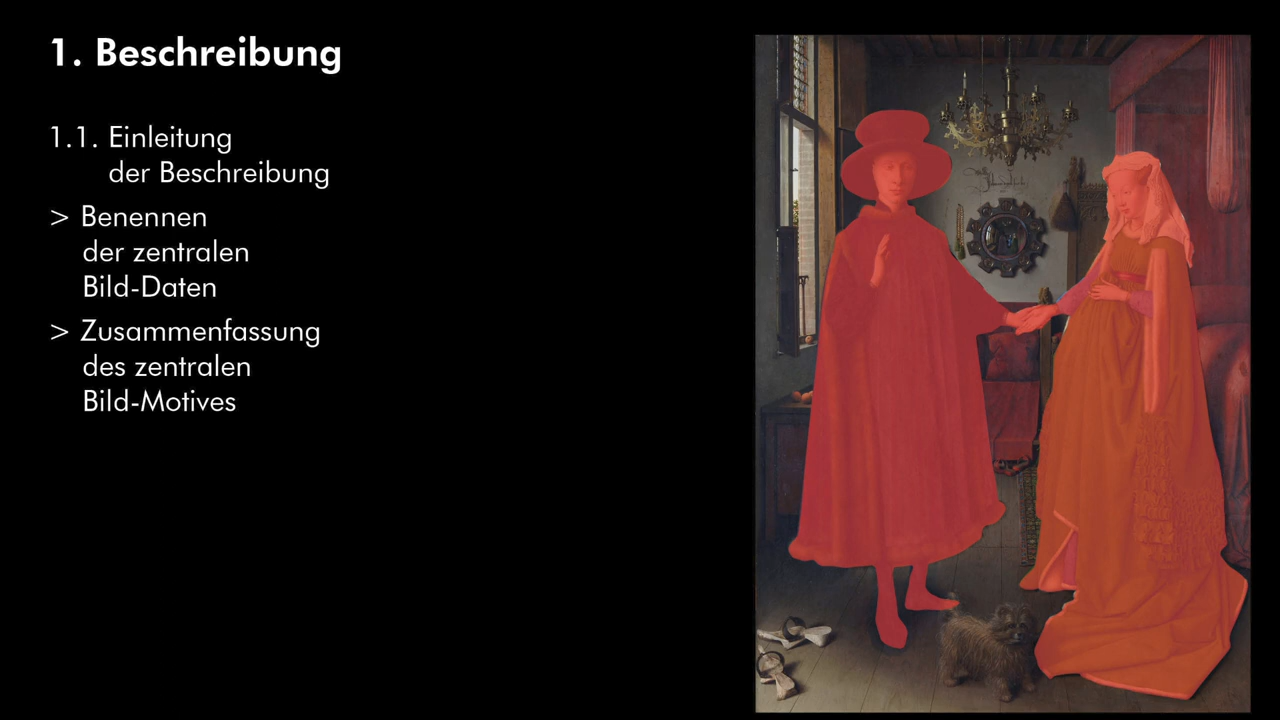 1. Beschreibung
1.1. Einleitung
der Beschreibung
> Benennen
der zentralen
Bild-Daten
> Zusammenfassung
des zentralen
Bild-Motives